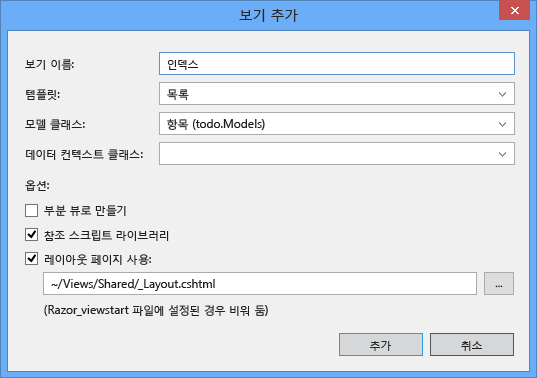 보기 추가
보기 이름: 인덱스
템플릿: 목록
모델 클래스: 항목 (todo.Models)
데이터 컨텍스트 클래스:
옵션:
부분 뷰로 만들기
참조 스크립트 라이브러리
레이아웃 페이지 사용:
~/Views/Shared/_Layout.cshtml ...
(Razor_viewstart 파일에 설정된 경우 비워 둠)
추가 취소